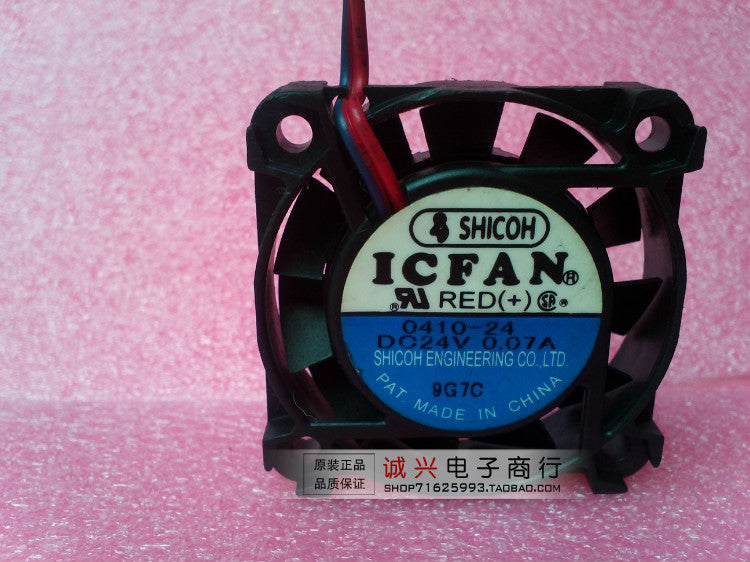 SHICOH
ICFAN®
RED(+)
0410-24
DC24V 0.07A
SHICOH ENGINEERING CO.,LTD.
9G7C
PAT. MADE IN CHINA
原装正品
品质保证
诚兴电子商行
SHOP71625993.TAOBAO.COM